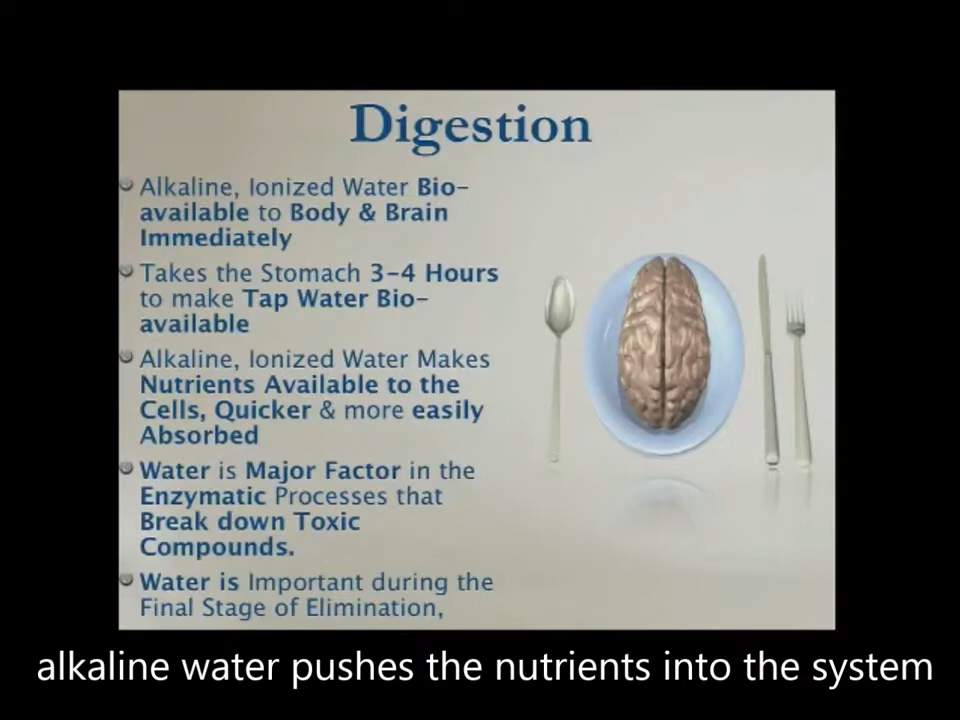 Digestion
Alkaline, Ionized Water Bio-
available to Body & Brain
Immediately
Takes the Stomach 3-4 Hours
to make Tap Water Bio-
available
Alkaline, Ionized Water Makes
Nutrients Available to the
Cells, Quicker & more easily
Absorbed
Water is Major Factor in the
Enzymatic Processes that
Break down Toxic
Compounds.
Water is Important during the
Final Stage of Elimination,
alkaline water pushes the nutrients into the system